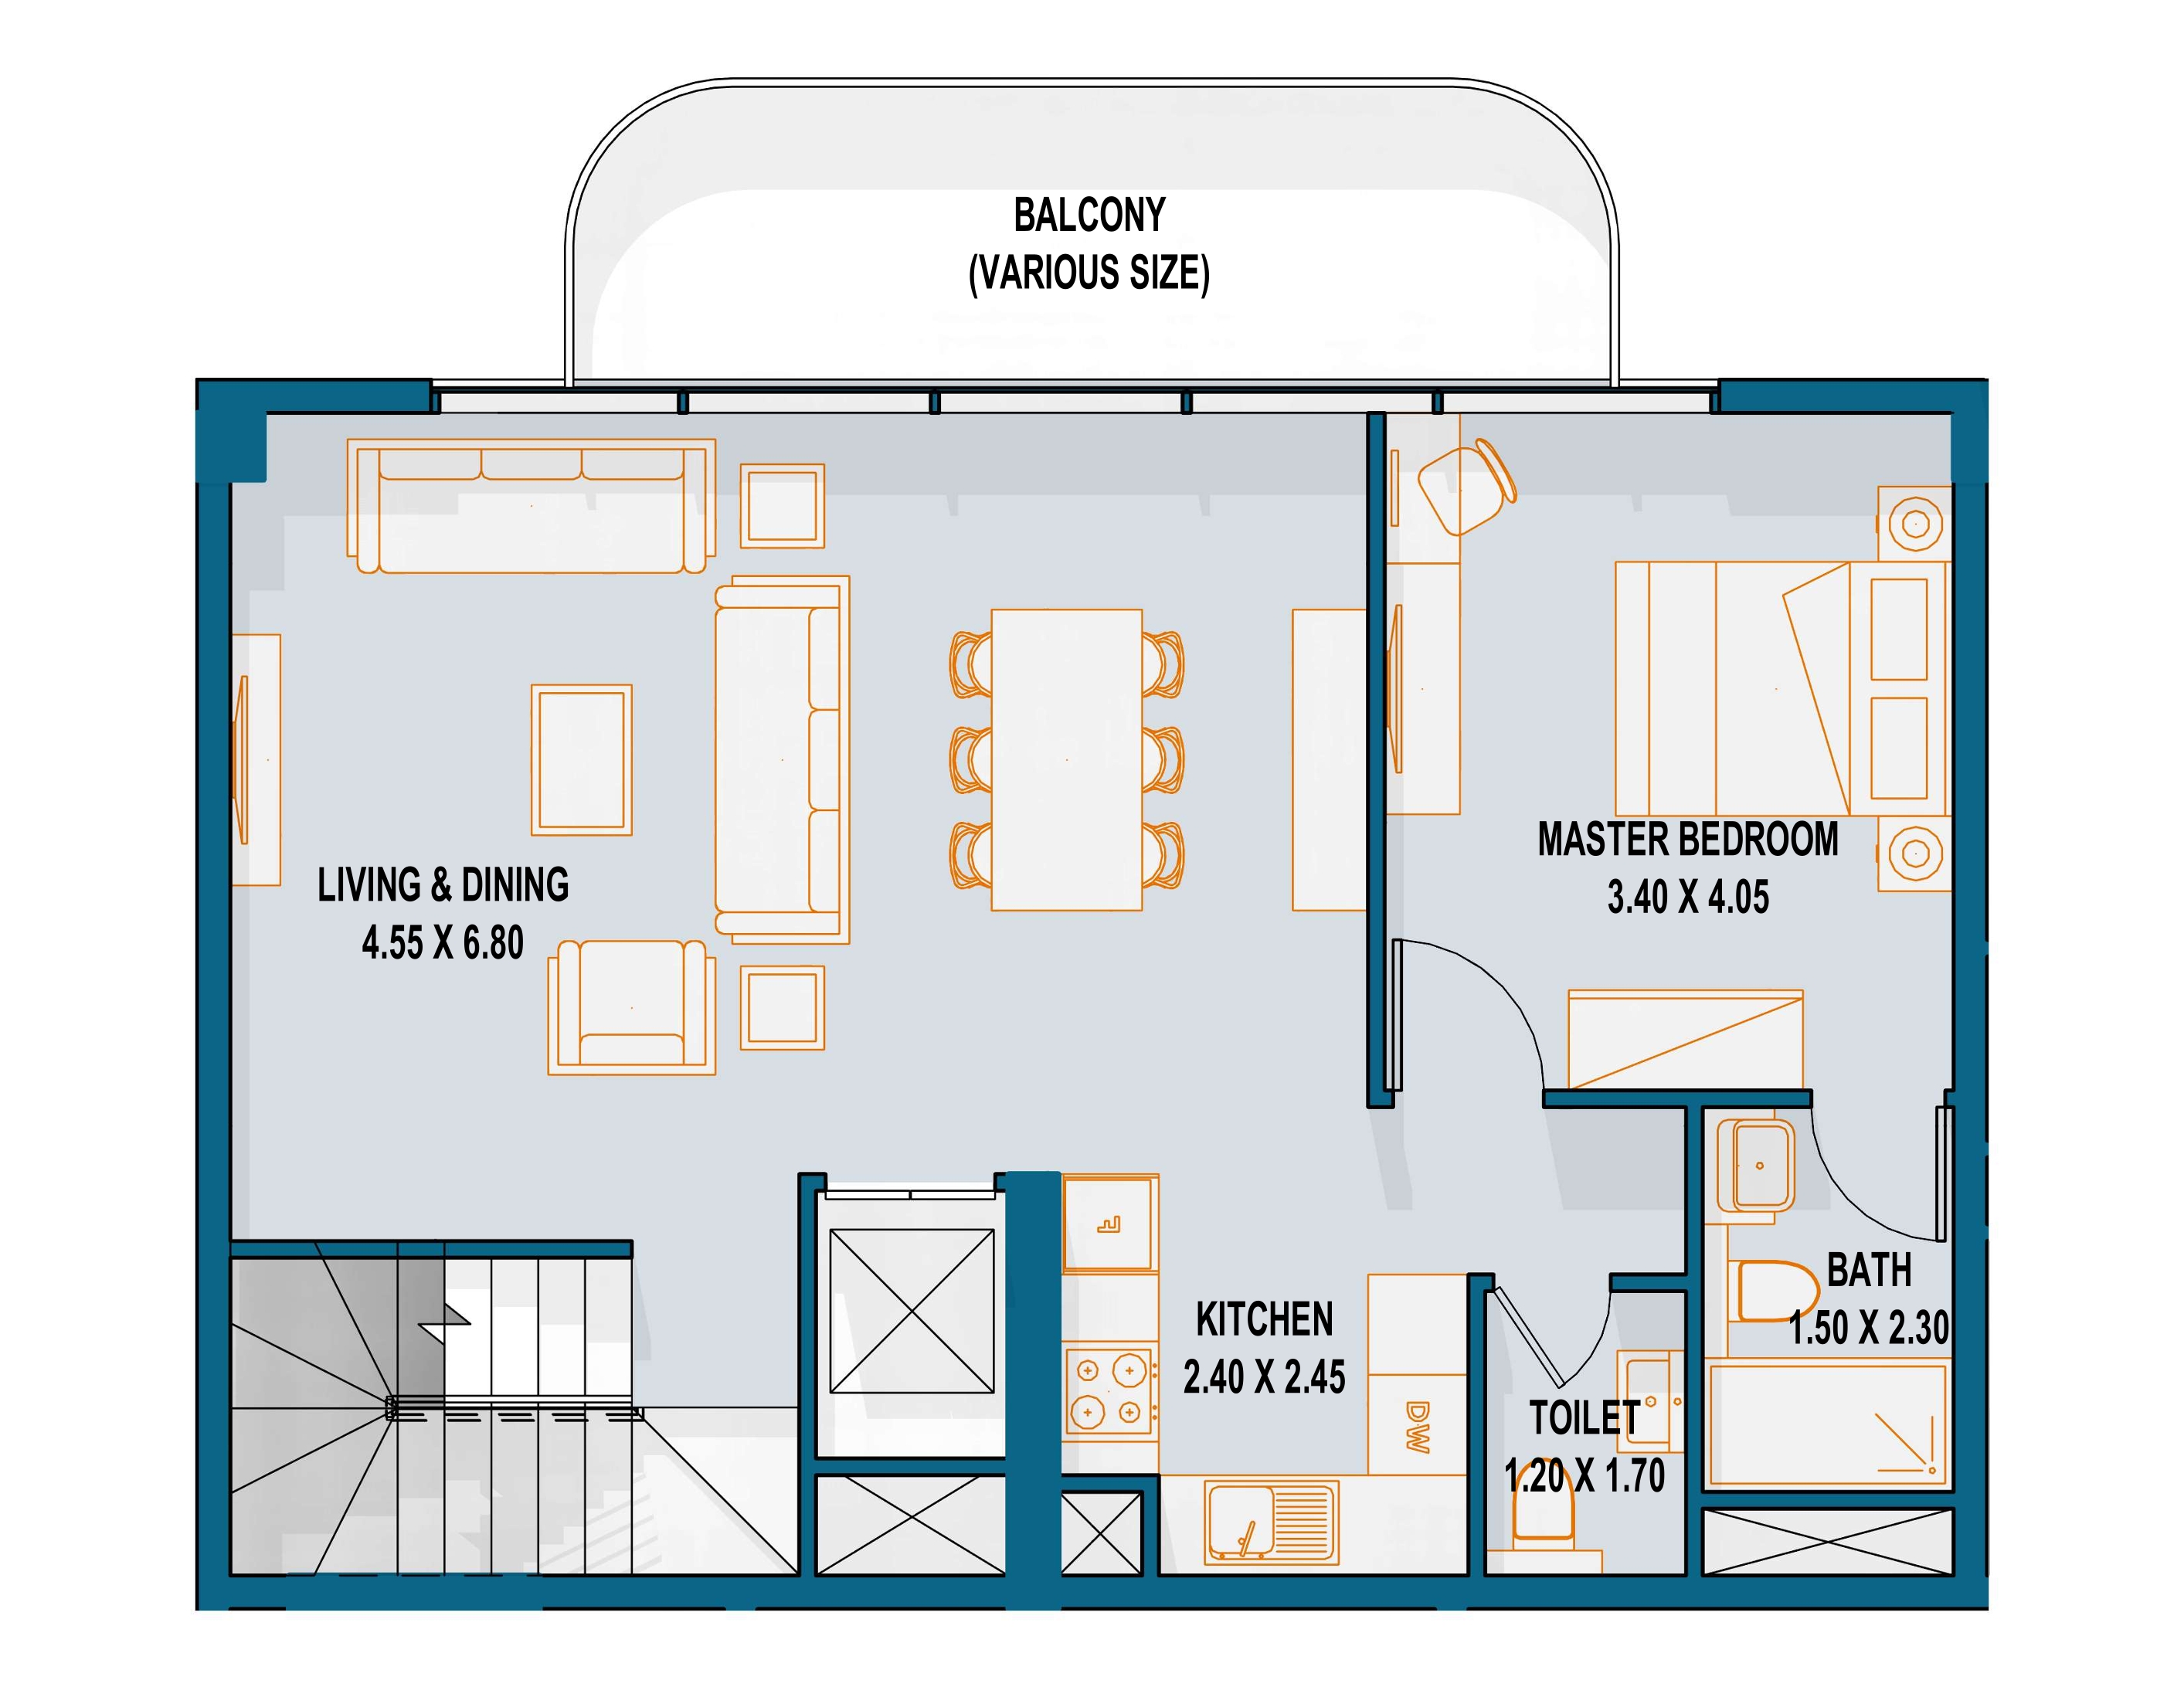 BALCONY
(VARIOUS SIZE)
MASTER BEDROOM
3.40 X 4.05
LIVING & DINING
4.55 X 6.80
F
BATH
1.50 X 2.30
KITCHEN
2.40 X 2.45
DW
TOILET
1.20 X 1.70